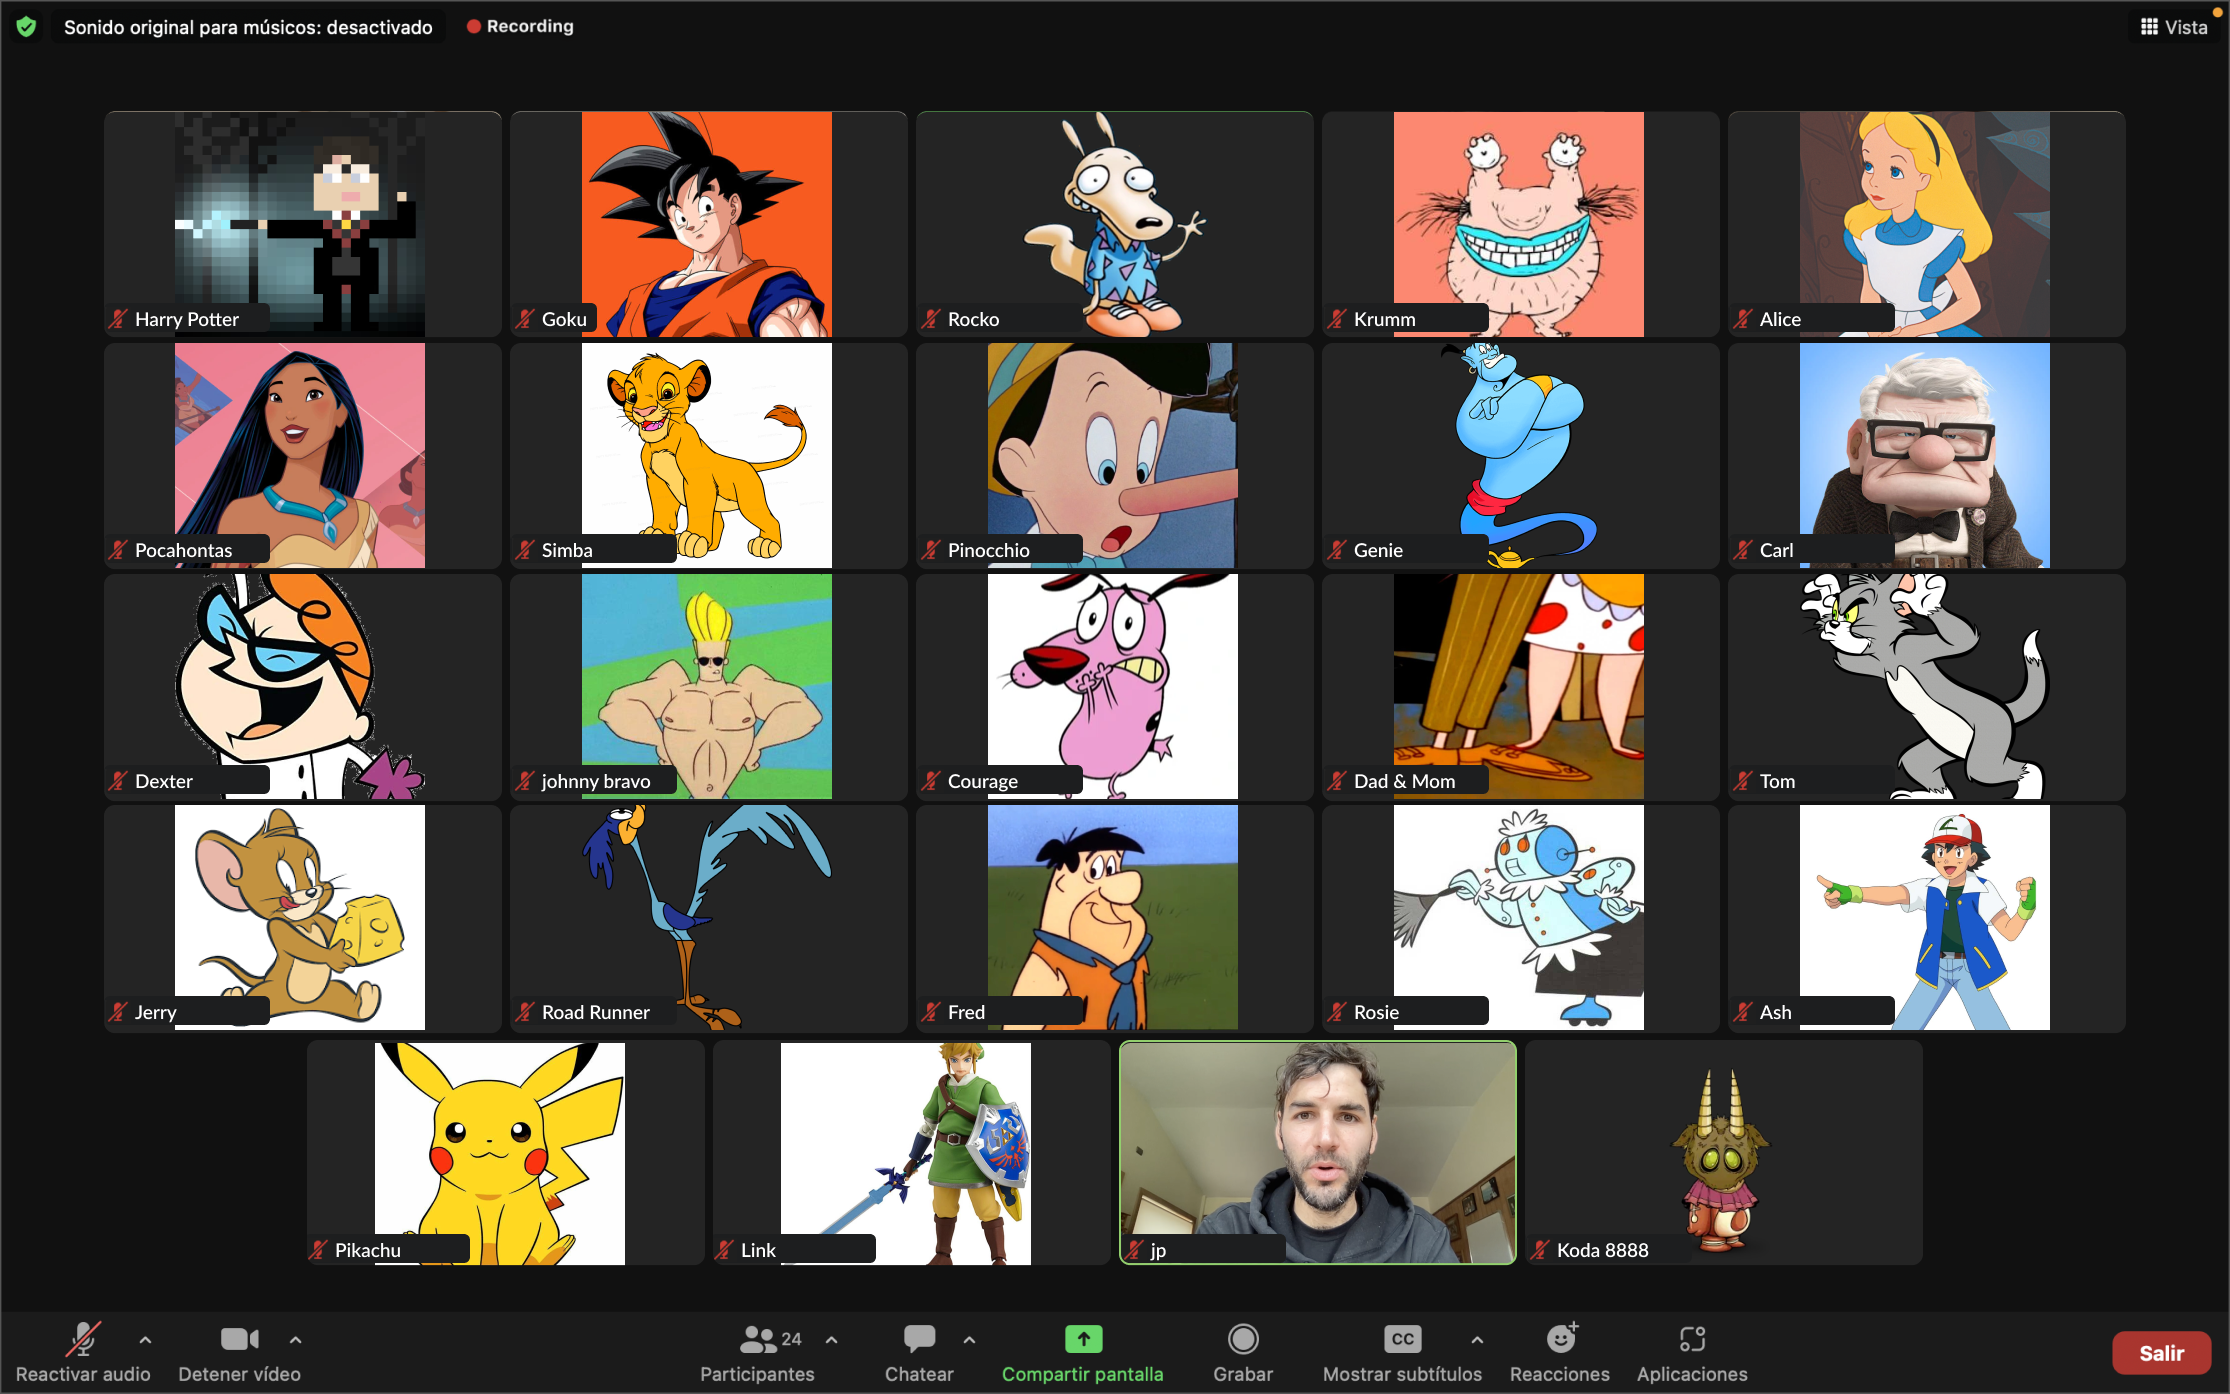 Sonido original para músicos: desactivado
Recording
Vista
Harry Potter
Goku
Rocko
Krumm
Alice
Pocahontas
Simba
Pinocchio
Genie
Carl
Dexter
johnny bravo
Courage
Dad & Mom
Tom
Jerry
Road Runner
Fred
Rosie
Ash
Pikachu
Link
jp
Koda 8888
24
CC
Reactivar audio
Detener vídeo
Participantes
Chatear
Compartir pantalla
Grabar
Mostrar subtítulos
Reacciones
Aplicaciones
Salir